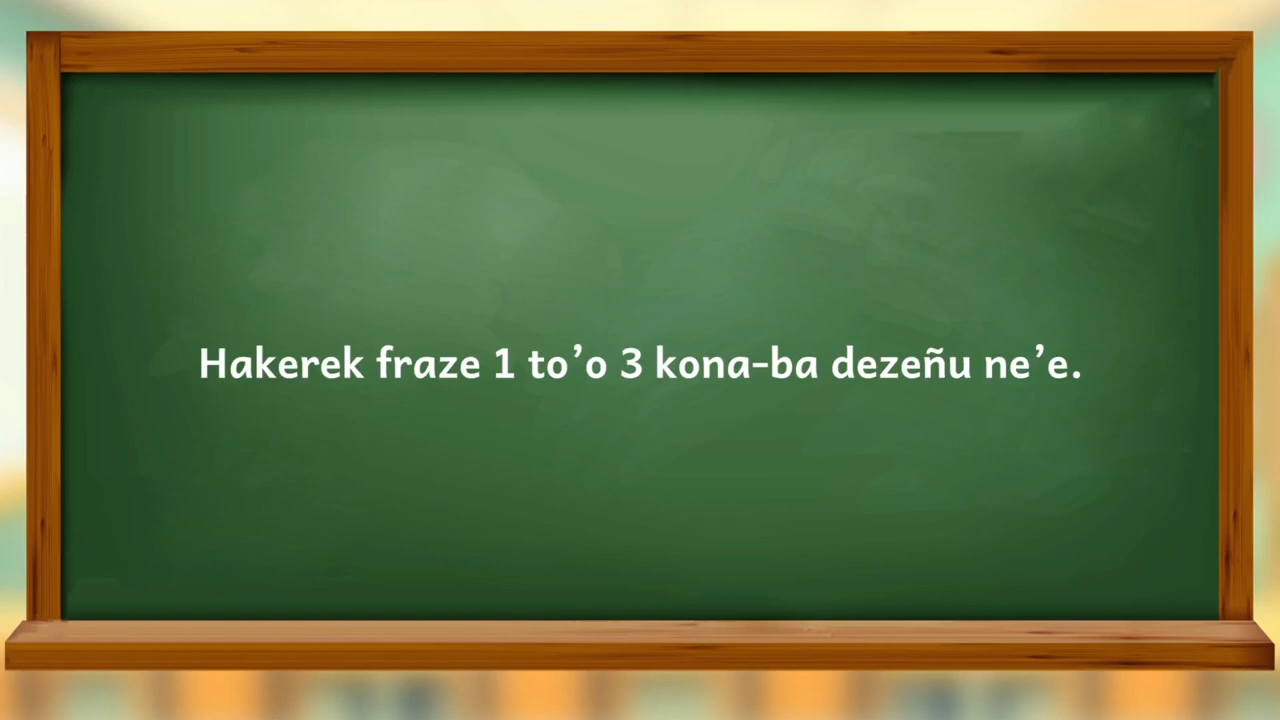 Hakerek fraze 1 to’o 3 kona-ba dezeñu ne’e.